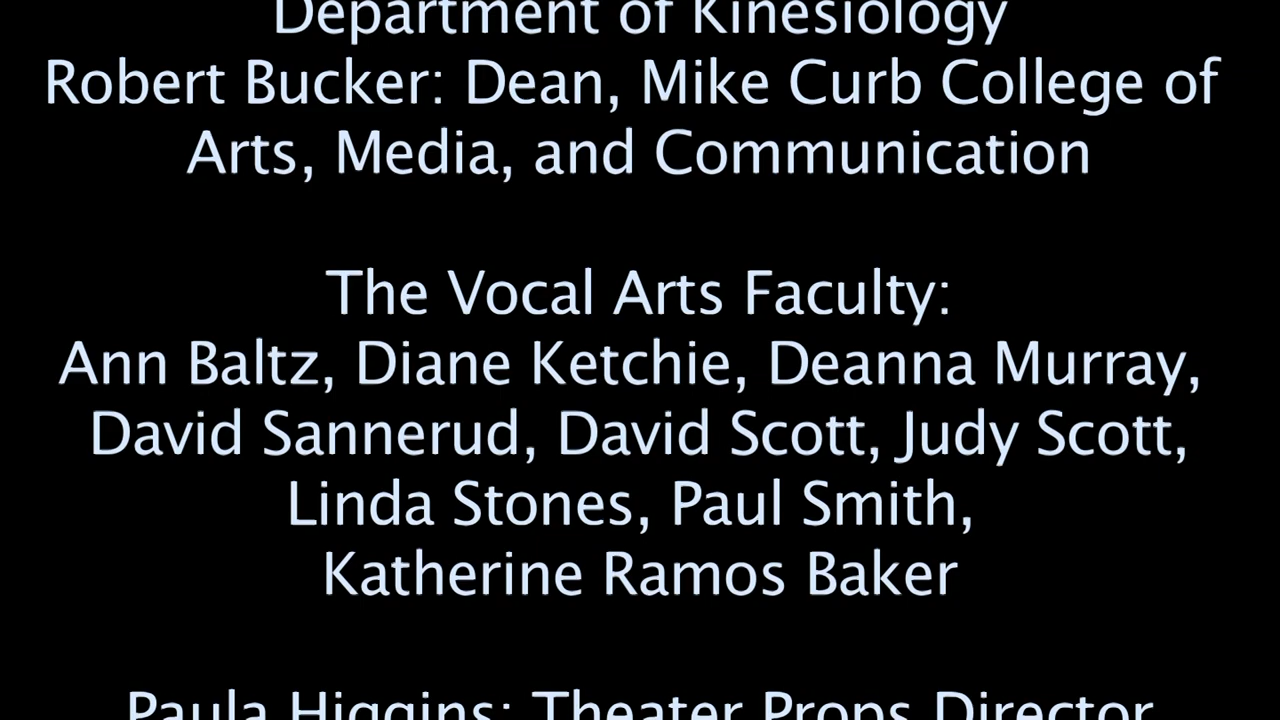 Department of Kinesiology
Robert Bucker: Dean, Mike Curb College of
Arts, Media, and Communication
The Vocal Arts Faculty:
Ann Baltz, Diane Ketchie, Deanna Murray,
David Sannerud, David Scott, Judy Scott,
Linda Stones, Paul Smith,
Katherine Ramos Baker
Paula Higgins: Theater Props Director